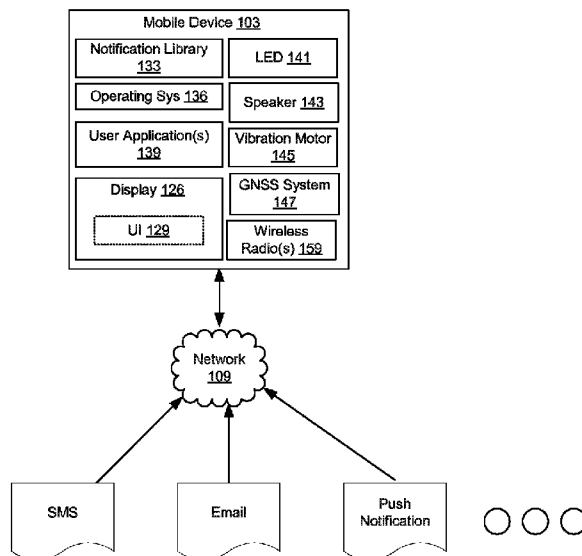 Mobile Device 103
Notification Library
133
Operating Sys 136
User Application(s)
139
Display 126
UI 129
LED 141
Speaker
143
Vibration Motor
145
GNSS System
147
Wireless
Radio(s) 159
Network
109
SMS
Email
Push
Notification